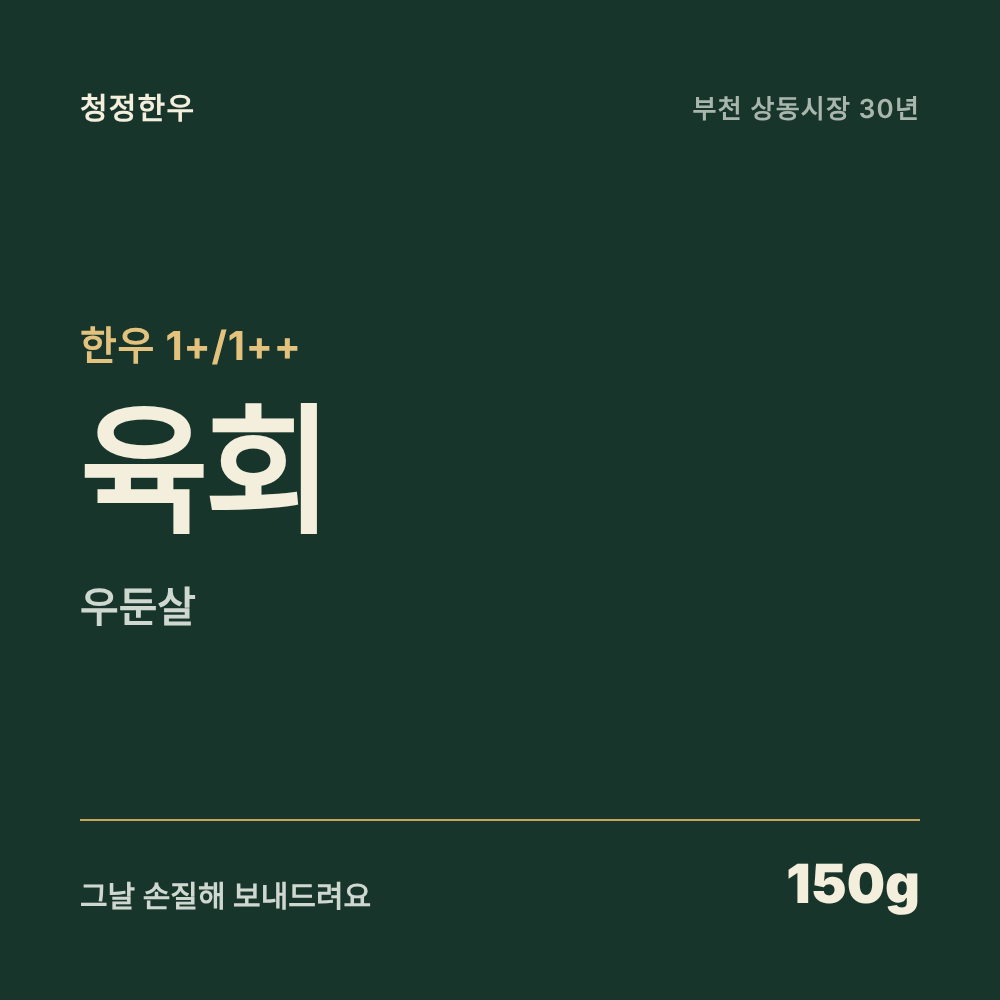 청정한우
부천 상동시장 30년
한우 1+/1++
육회
우둔살
그날 손질해 보내드려요
150g